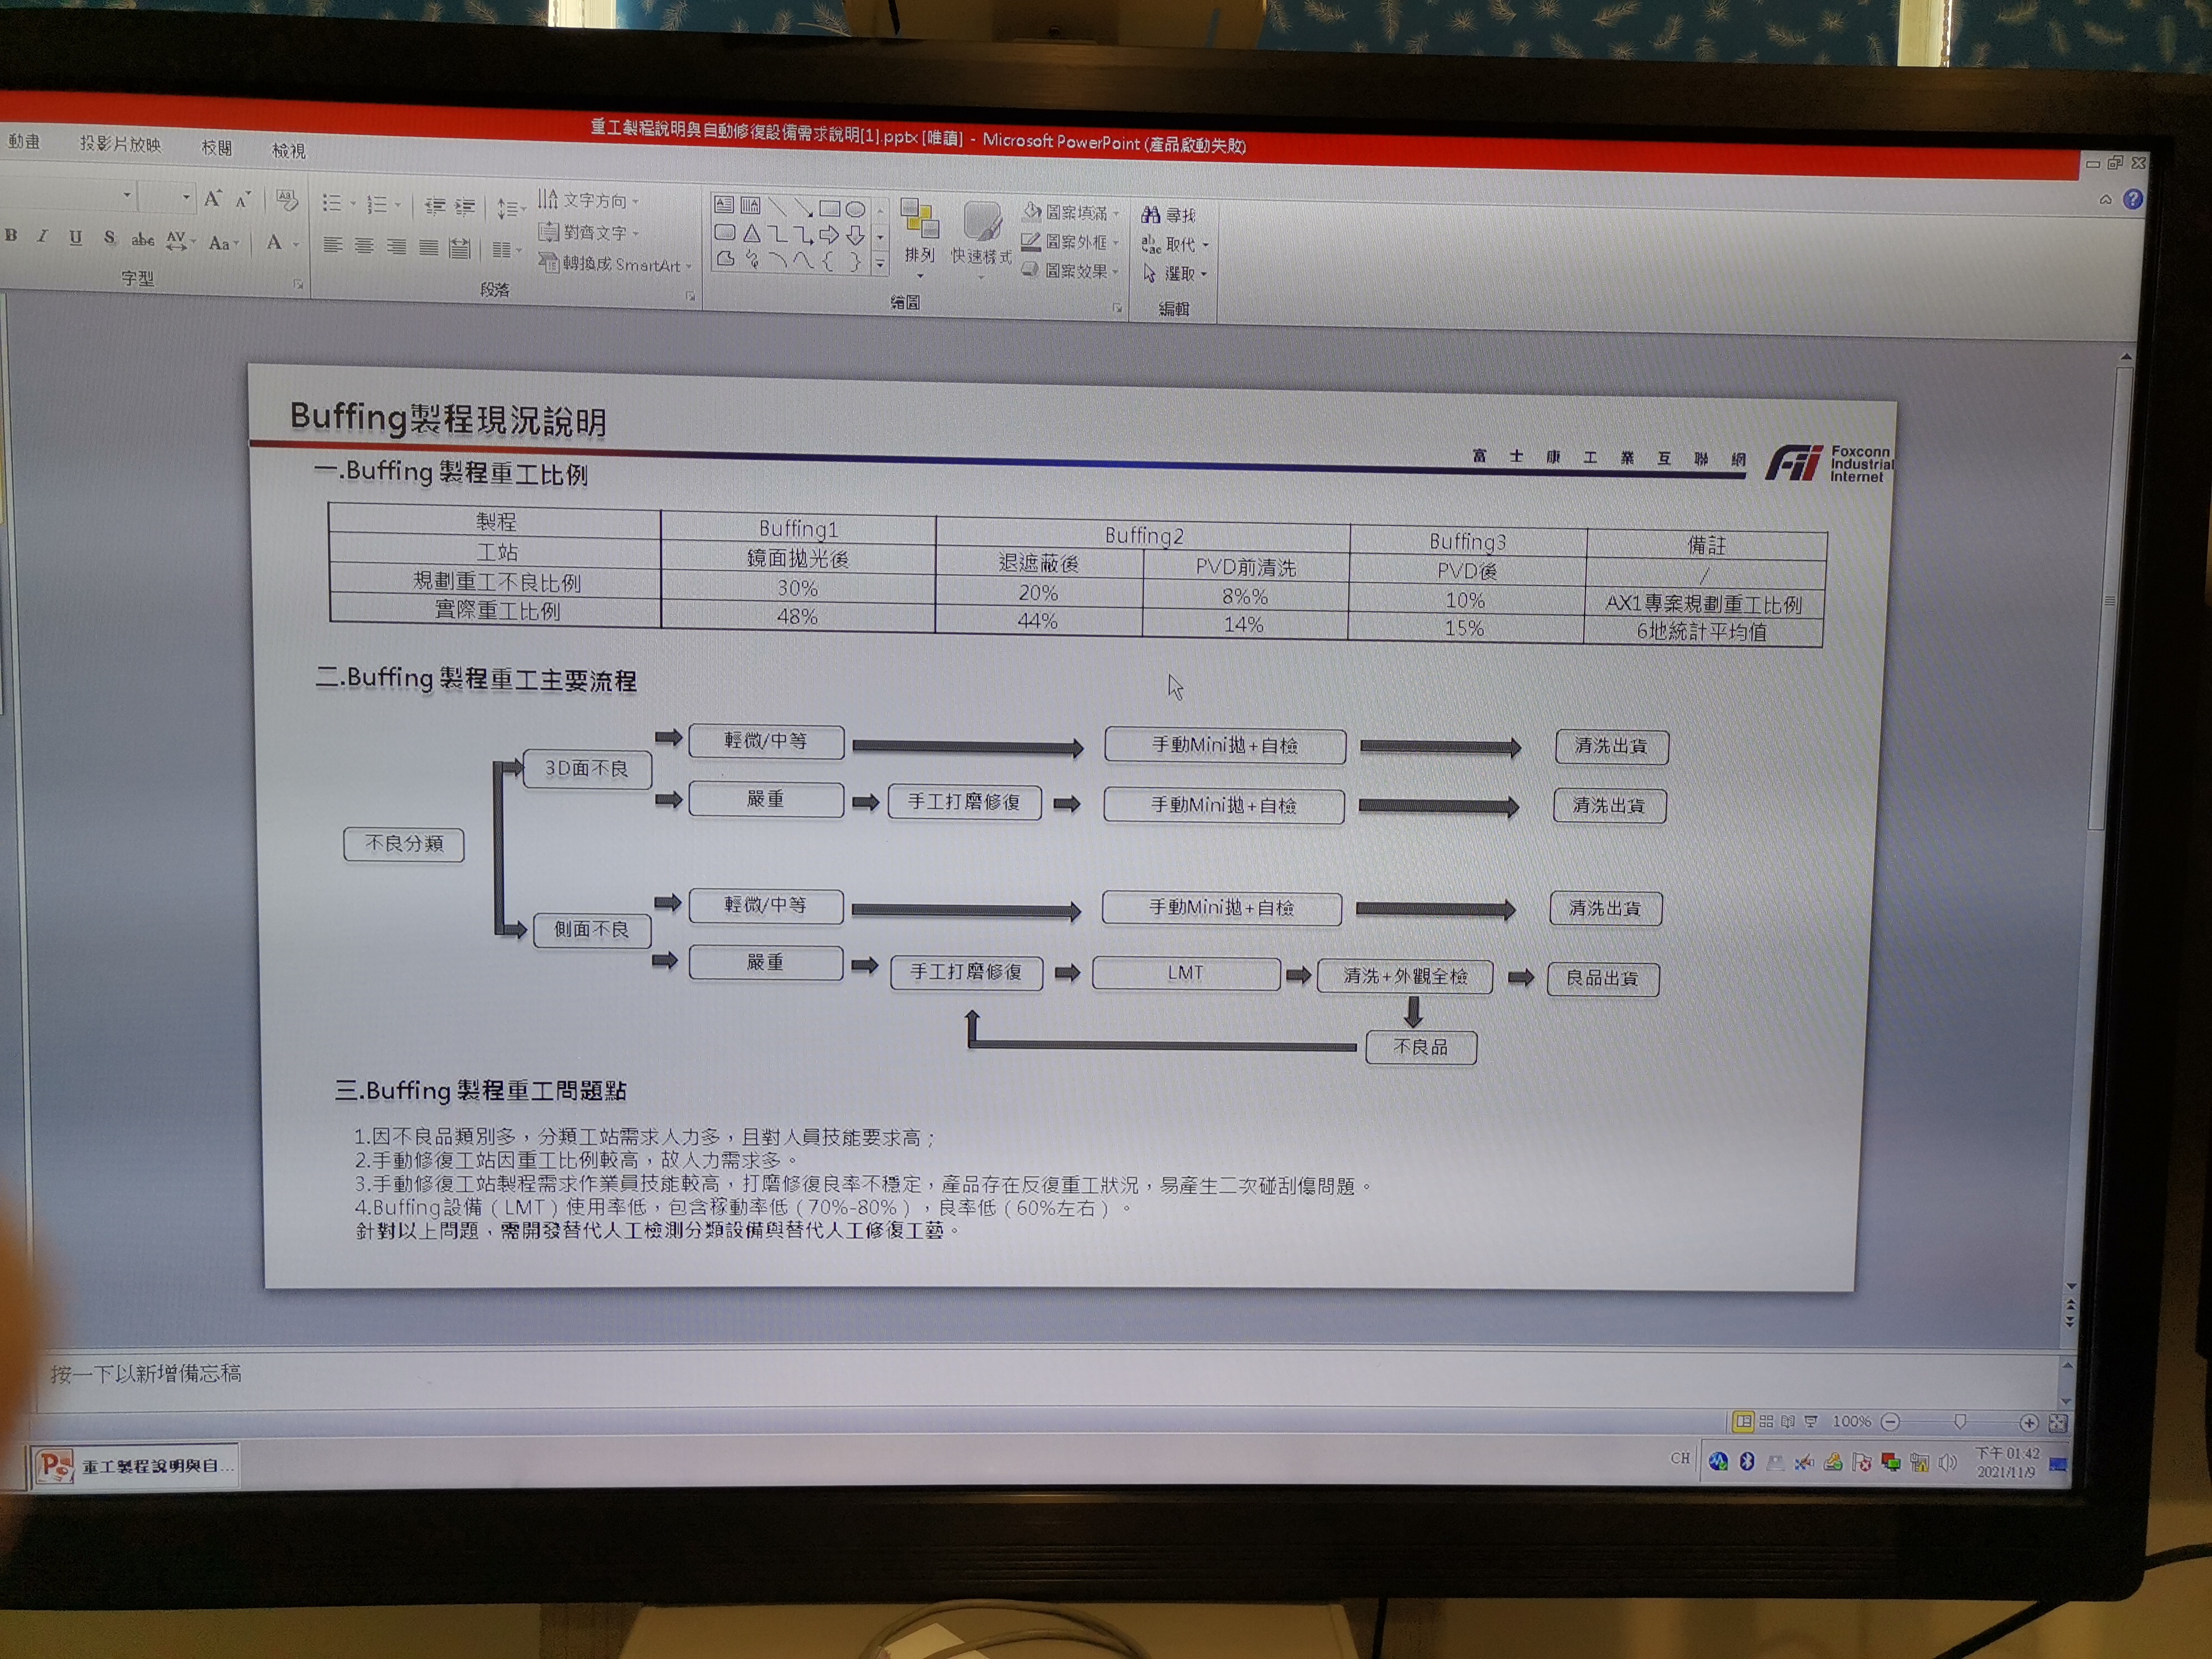 重工製程說明與自動修復設備需求說明[1].pptx [唯讀] - Microsoft PowerPoint (產品啟動失敗)
動畫 投影片放映 校閱 檢視
文字方向
對齊文字
轉換成 SmartArt
排列 快速樣式
圖案填滿
圖案外框
圖案效果
尋找
取代
選取
字型 段落 繪圖 編輯
Buffing製程現況說明
富士康工業互聯網
Fii Foxconn
Industrial
Internet
一.Buffing 製程重工比例
製程 Buffing1 Buffing2 Buffing3 備註
工站 鏡面拋光後 退遮蔽後 PVD前清洗 PVD後 /
規劃重工不良比例 30% 20% 8%% 10% AX1專案規劃重工比例
實際重工比例 48% 44% 14% 15% 6地統計平均值
二.Buffing 製程重工主要流程
不良分類
3D面不良
輕微/中等 手動Mini拋+自檢 清洗出貨
嚴重 手工打磨修復 手動Mini拋+自檢 清洗出貨
側面不良
輕微/中等 手動Mini拋+自檢 清洗出貨
嚴重 手工打磨修復 LMT 清洗+外觀全檢 良品出貨
不良品
三.Buffing 製程重工問題點
1.因不良品類別多，分類工站需求人力多，且對人員技能要求高；
2.手動修復工站因重工比例較高，故人力需求多。
3.手動修復工站製程需求作業員技能較高，打磨修復良率不穩定，產品存在反復重工狀況，易產生二次碰刮傷問題。
4.Buffing設備（LMT）使用率低，包含稼動率低（70%-80%），良率低（60%左右）。
針對以上問題，需開發替代人工檢測分類設備與替代人工修復工藝。
按一下以新增備忘稿
100%
重工製程說明與自...
CH
下午 01:42
2021/11/9